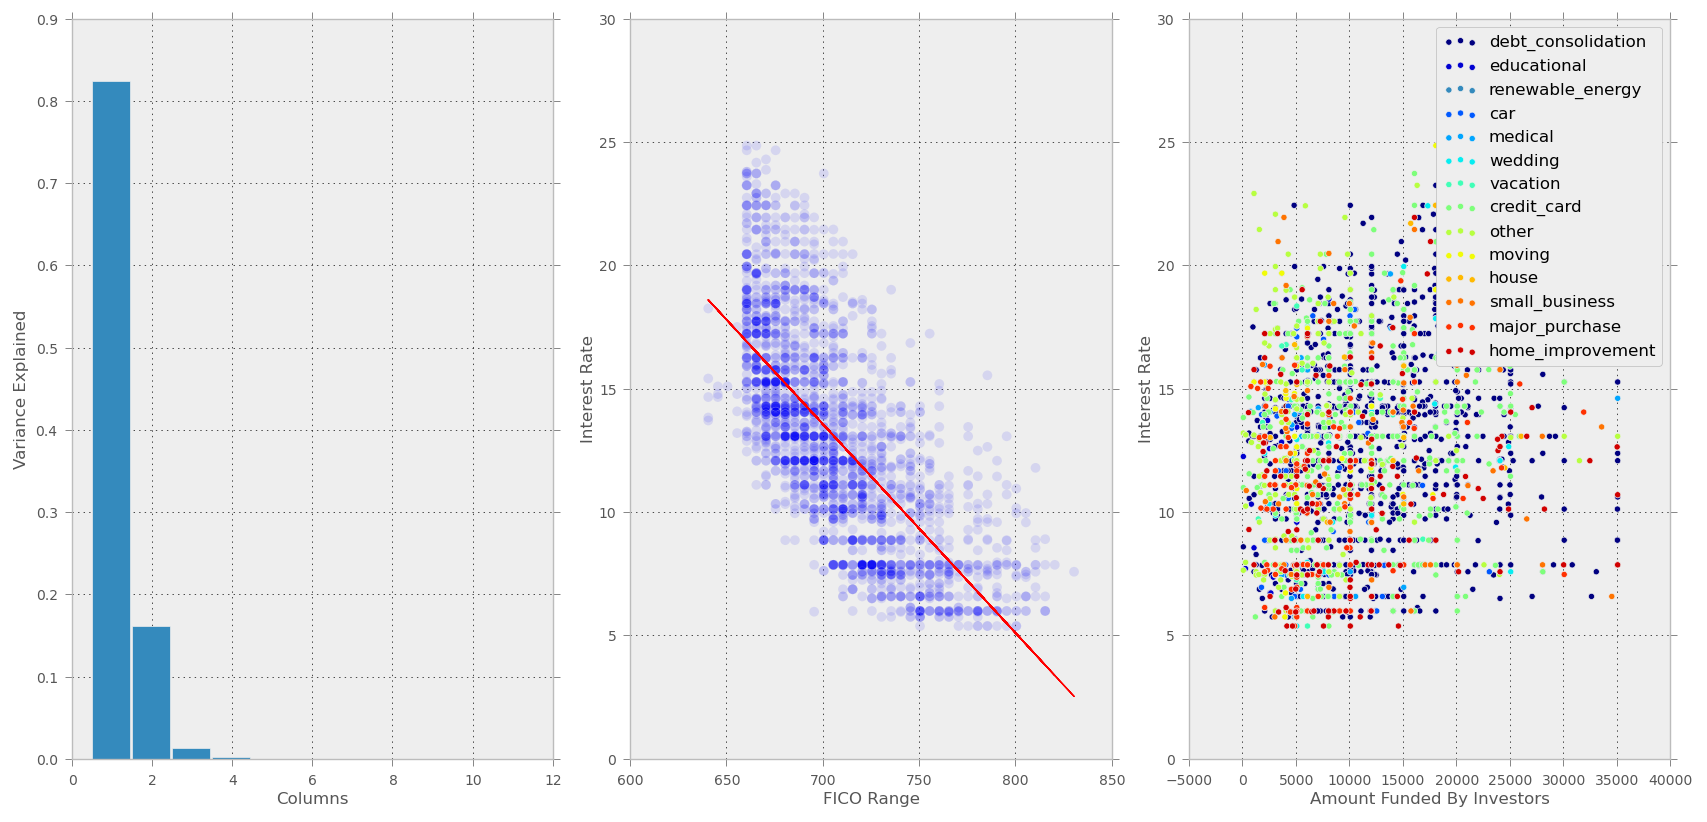 0.9
0.8
0.7
0.6
0.5
0.4
0.3
0.2
0.1
0.0
Variance Explained
0 2 4 6 8 10 12
Columns
30
25
20
15
10
5
0
Interest Rate
600 650 700 750 800 850
FICO Range
30
25
20
15
10
5
0
Interest Rate
−5000 0 5000 10000 15000 20000 25000 30000 35000 40000
Amount Funded By Investors
debt_consolidation
educational
renewable_energy
car
medical
wedding
vacation
credit_card
other
moving
house
small_business
major_purchase
home_improvement